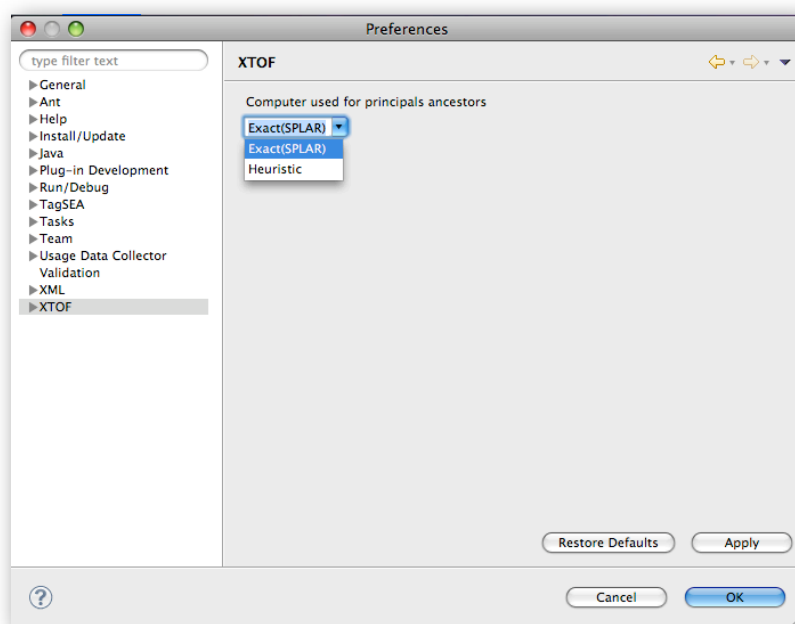 Preferences
type filter text
General
Ant
Help
Install/Update
Java
Plug-in Development
Run/Debug
TagSEA
Tasks
Team
Usage Data Collector
Validation
XML
XTOF
XTOF
Computer used for principals ancestors
Exact(SPLAR)
Exact(SPLAR)
Heuristic
Restore Defaults
Apply
?
Cancel
OK